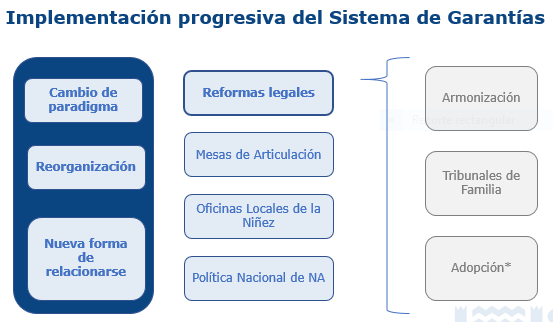 Implementación progresiva del Sistema de Garantías
Cambio de
paradigma
Reorganización
Nueva forma
de
relacionarse
Reformas legales
Mesas de Articulación
Oficinas Locales de la
Niñez
Política Nacional de NA
Armonización
Tribunales de
Familia
Adopción*